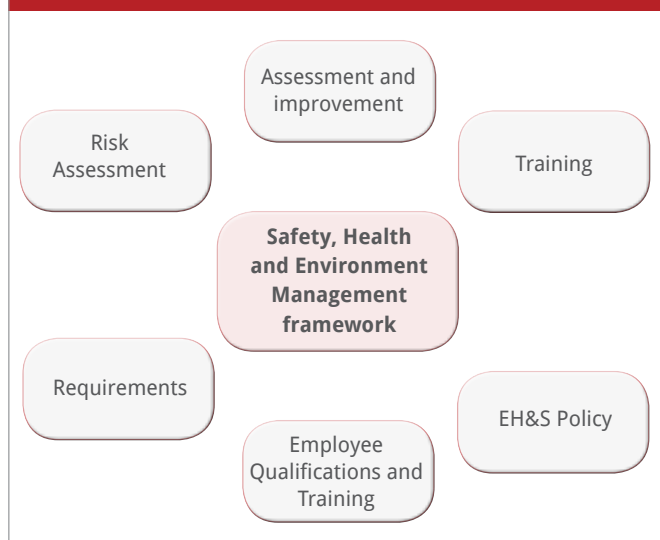 Assessment and
improvement
Risk
Assessment
Training
Safety, Health
and Environment
Management
framework
Requirements
EH&S Policy
Employee
Qualifications and
Training